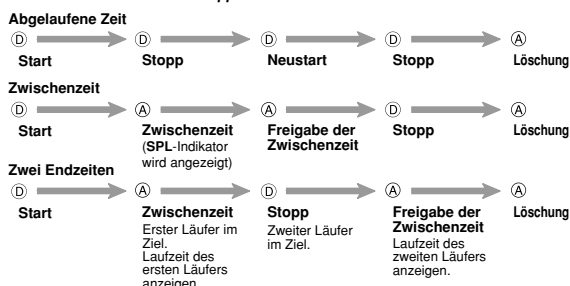 Abgelaufene Zeit
D D D D A
Start Stopp Neustart Stopp Löschung
Zwischenzeit
D A A D A
Start Zwischenzeit (SPL-Indikator wird angezeigt) Freigabe der Zwischenzeit Stopp Löschung
Zwei Endzeiten
D A D A A
Start Zwischenzeit Stopp Freigabe der Zwischenzeit Löschung
Erster Läufer im Ziel.
Laufzeit des ersten Läufers anzeigen
Zweiter Läufer im Ziel.
Laufzeit des zweiten Läufers anzeigen.